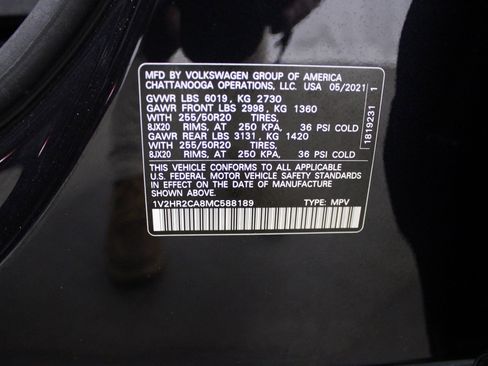 MFD BY VOLKSWAGEN GROUP OF AMERICA
CHATTANOOGA OPERATIONS, LLC. USA 05/2021
GVWR LBS 6019, KG 2730
GAWR FRONT LBS 2998, KG 1360
WITH 255/50R20 TIRES,
8JX20 RIMS, AT 250 KPA, 36 PSI COLD
GAWR REAR LBS 3131, KG 1420
WITH 255/50R20 TIRES,
8JX20 RIMS, AT 250 KPA, 36 PSI COLD
THIS VEHICLE CONFORMS TO ALL APPLICABLE
U.S. FEDERAL MOTOR VEHICLE SAFETY STANDARDS
IN EFFECT ON THE DATE OF MANUFACTURE
SHOWN ABOVE.
1V2HR2CA8MC588189 TYPE: MPV
1819231 1